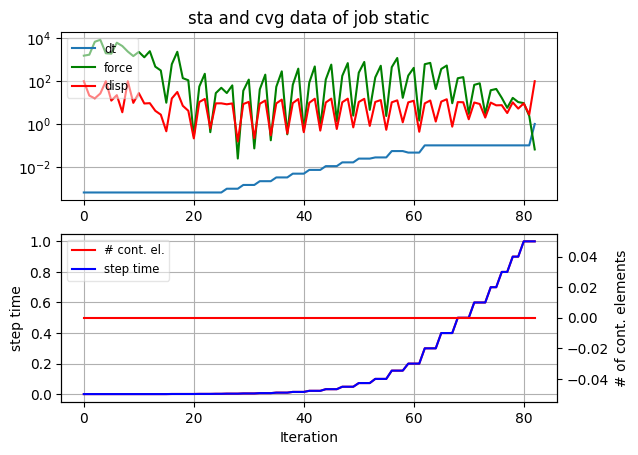 sta and cvg data of job static
10⁴
10²
10⁰
10⁻²
dt
force
disp
0 20 40 60 80
1.0
0.8
0.6
0.4
0.2
0.0
step time
# cont. el.
step time
0.04
0.02
0.00
−0.02
−0.04
# of cont. elements
0 20 40 60 80
Iteration